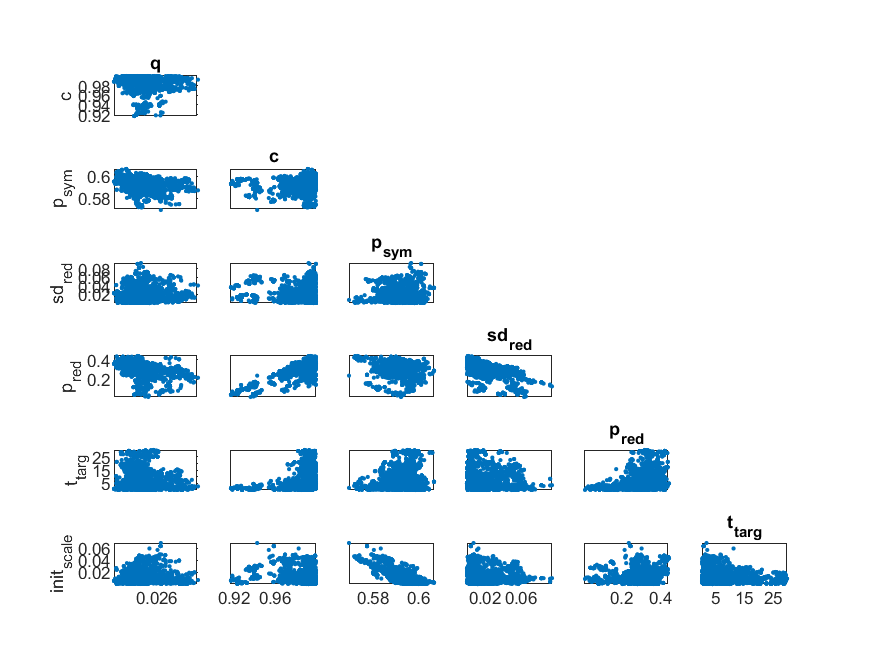 q
c
0.98
0.96
0.94
0.92
c
p_sym
0.6
0.58
p_sym
sd_red
0.08
0.06
0.04
0.02
sd_red
p_red
0.4
0.2
p_red
t_targ
25
15
5
t_targ
init_scale
0.06
0.04
0.02
0.026
0.92 0.96
0.58 0.6
0.02 0.06
0.2 0.4
5 15 25